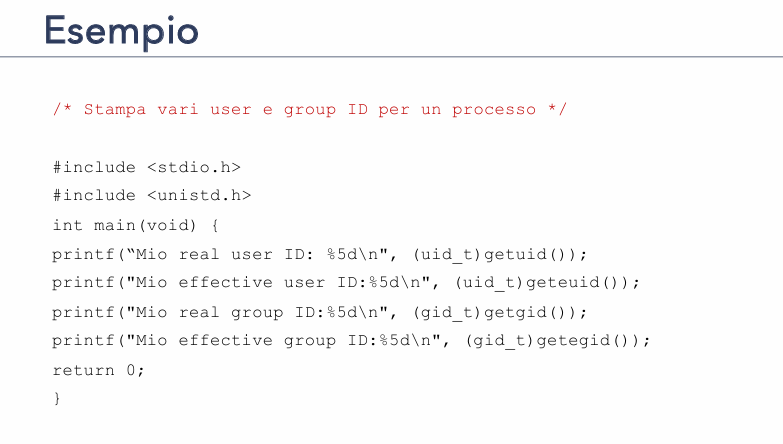 Esempio
/* Stampa vari user e group ID per un processo */
#include <stdio.h>
#include <unistd.h>
int main(void) {
printf(“Mio real user ID: %5d\n", (uid_t)getuid());
printf("Mio effective user ID:%5d\n", (uid_t)geteuid());
printf("Mio real group ID:%5d\n", (gid_t)getgid());
printf("Mio effective group ID:%5d\n", (gid_t)getegid());
return 0;
}